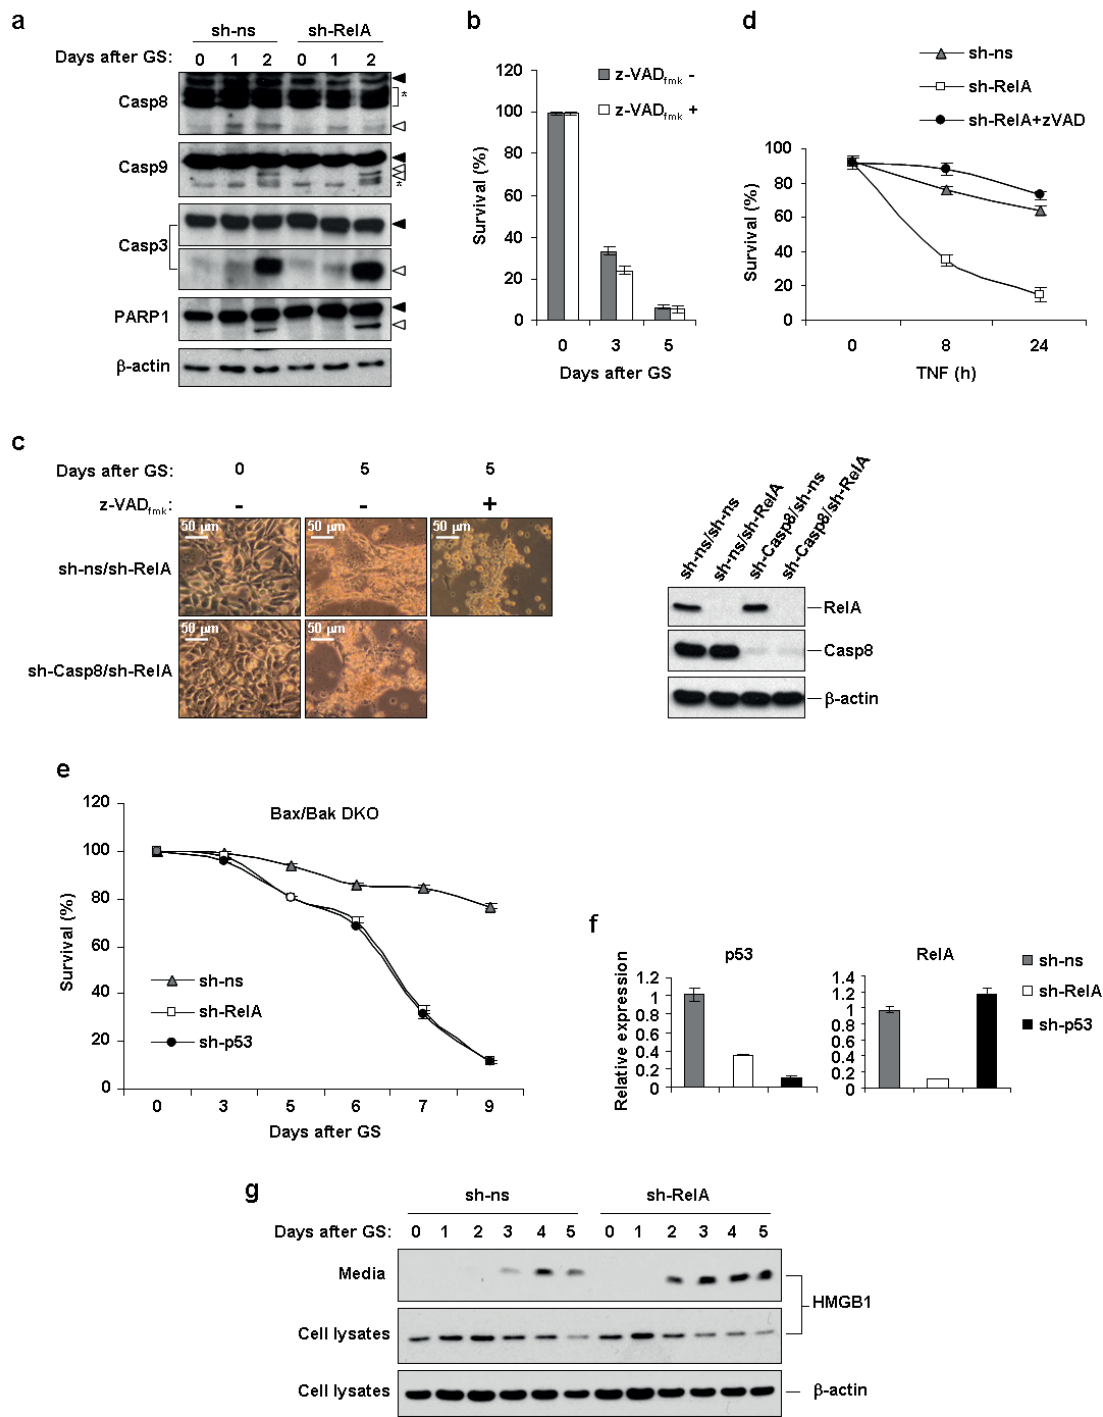 a
sh-ns sh-RelA
Days after GS: 0 1 2 0 1 2
Casp8
*
Casp9
*
Casp3
PARP1
β-actin
b
z-VADfmk -
z-VADfmk +
120
100
80
60
40
20
0
Survival (%)
0 3 5
Days after GS
d
sh-ns
sh-RelA
sh-RelA+zVAD
100
80
60
40
20
0
Survival (%)
0 8 24
TNF (h)
c
Days after GS: 0 5 5
z-VADfmk: - - +
50 μm 50 μm 50 μm
sh-ns/sh-RelA
50 μm 50 μm
sh-Casp8/sh-RelA
sh-ns/sh-ns
sh-ns/sh-RelA
sh-Casp8/sh-ns
sh-Casp8/sh-RelA
RelA
Casp8
β-actin
e
Bax/Bak DKO
120
100
80
60
40
20
0
Survival (%)
sh-ns
sh-RelA
sh-p53
0 3 5 6 7 9
Days after GS
f
p53 RelA
Relative expression
1.2
1
0.8
0.6
0.4
1.2
0
1.4
1.2
1
0.8
0.6
0.4
1.2
0
sh-ns
sh-RelA
sh-p53
g
sh-ns sh-RelA
Days after GS: 0 1 2 3 4 5 0 1 2 3 4 5
Media
HMGB1
Cell lysates
Cell lysates
β-actin